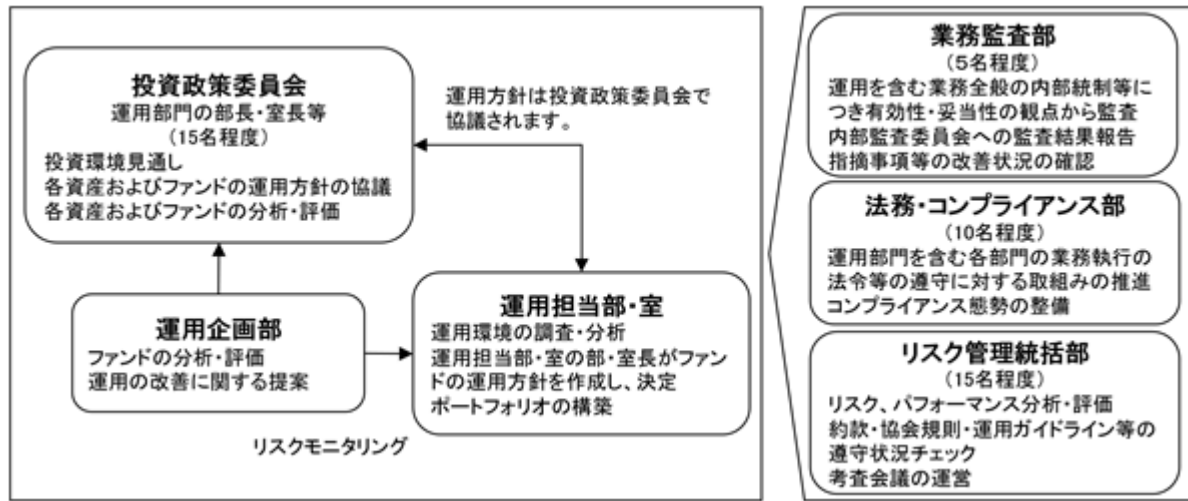 投資政策委員会
運用部門の部長・室長等
(15名程度)
投資環境見通し
各資産およびファンドの運用方針の協議
各資産およびファンドの分析・評価
運用方針は投資政策委員会で
協議されます。
運用企画部
ファンドの分析・評価
運用の改善に関する提案
運用担当部・室
運用環境の調査・分析
運用担当部・室の部・室長がファン
ドの運用方針を作成し、決定
ポートフォリオの構築
リスクモニタリング
業務監査部
(5名程度)
運用を含む業務全般の内部統制等に
つき有効性・妥当性の観点から監査
内部監査委員会への監査結果報告
指摘事項等の改善状況の確認
法務・コンプライアンス部
(10名程度)
運用部門を含む各部門の業務執行の
法令等の遵守に対する取組みの推進
コンプライアンス態勢の整備
リスク管理統括部
(15名程度)
リスク、パフォーマンス分析・評価
約款・協会規則・運用ガイドライン等の
遵守状況チェック
考査会議の運営